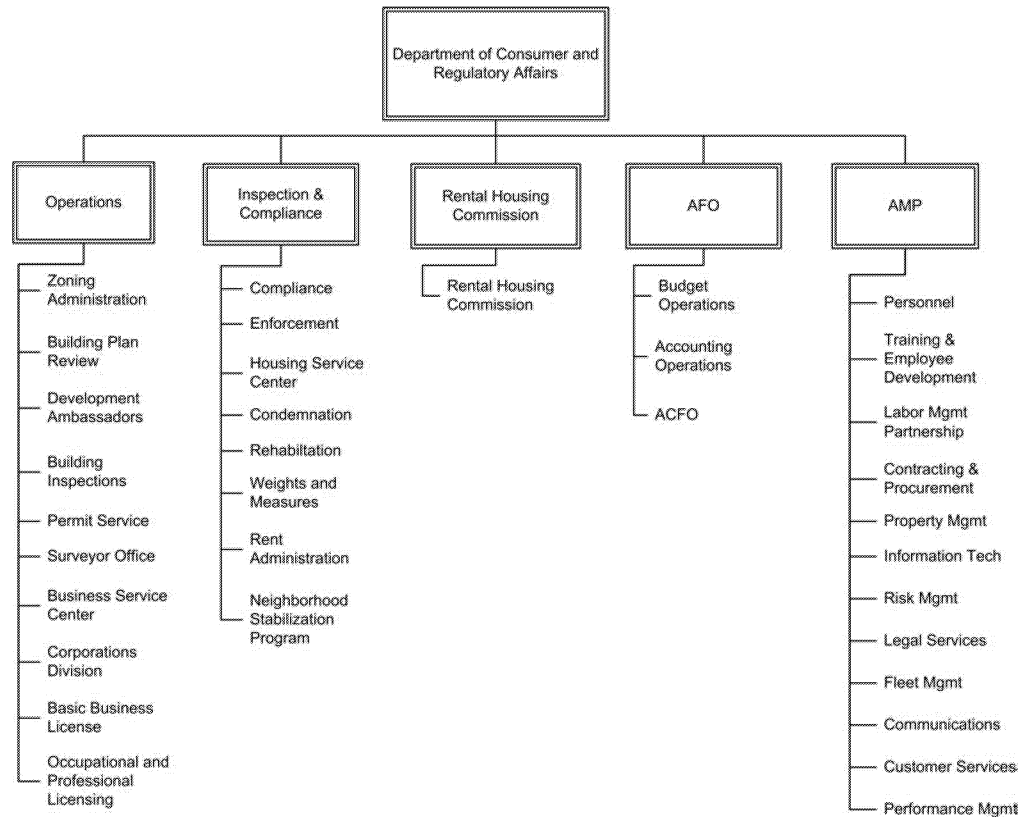 Department of Consumer and
Regulatory Affairs
Operations
Zoning
Administration
Building Plan
Review
Development
Ambassadors
Building
Inspections
Permit Service
Surveyor Office
Business Service
Center
Corporations
Division
Basic Business
License
Occupational and
Professional
Licensing
Inspection &
Compliance
Compliance
Enforcement
Housing Service
Center
Condemnation
Rehabiltation
Weights and
Measures
Rent
Administration
Neighborhood
Stabilization
Program
Rental Housing
Commission
Rental Housing
Commission
AFO
Budget
Operations
Accounting
Operations
ACFO
AMP
Personnel
Training &
Employee
Development
Labor Mgmt
Partnership
Contracting &
Procurement
Property Mgmt
Information Tech
Risk Mgmt
Legal Services
Fleet Mgmt
Communications
Customer Services
Performance Mgmt